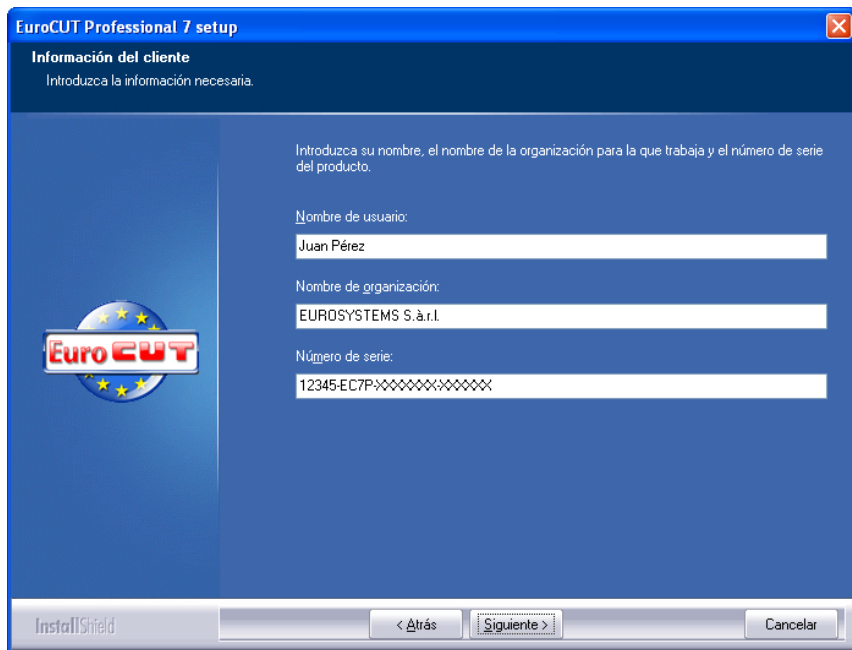 EuroCUT Professional 7 setup
Información del cliente
Introduzca la información necesaria.
Introduzca su nombre, el nombre de la organización para la que trabaja y el número de serie
del producto.
Nombre de usuario:
Juan Pérez
Nombre de organización:
EUROSYSTEMS S.à.r.l.
Euro CUT
Número de serie:
12345-EC7P-XXXXXXX-XXXXXX
InstallShield
< Atrás
Siguiente >
Cancelar